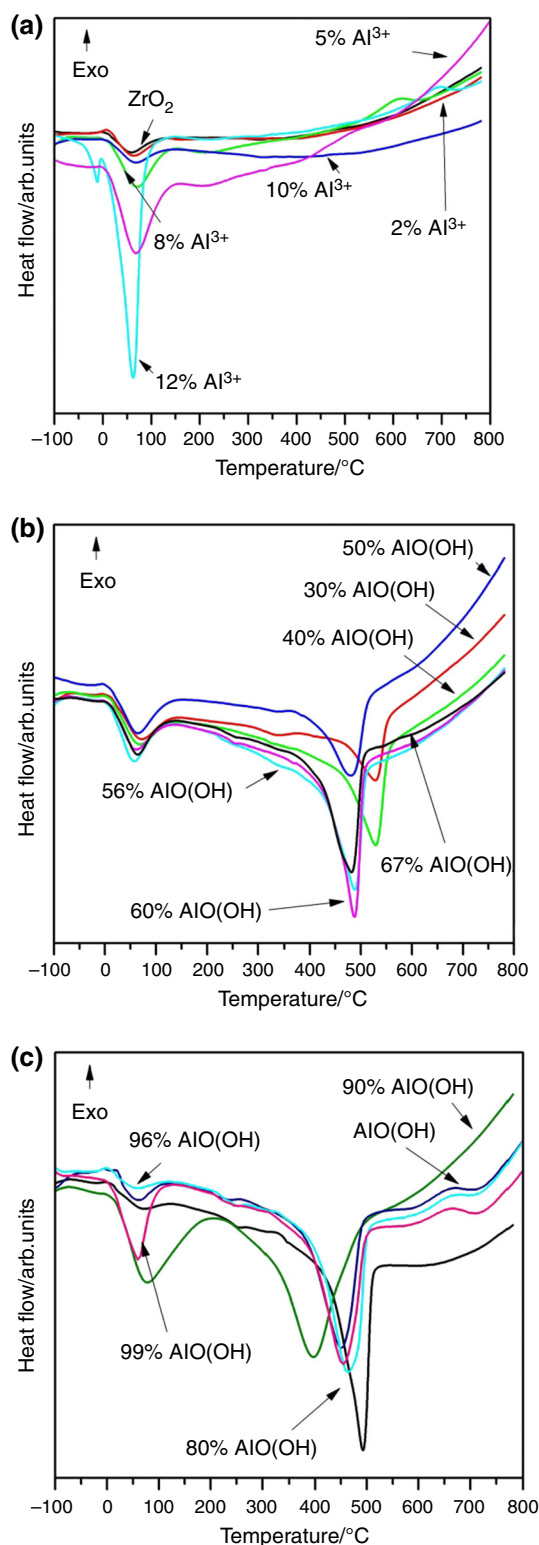 (a)
Exo
5% Al3+
ZrO2
10% Al3+
8% Al3+
2% Al3+
12% Al3+
Heat flow/arb.units
–100 0 100 200 300 400 500 600 700 800
Temperature/°C
(b)
Exo
50% AlO(OH)
30% AlO(OH)
40% AlO(OH)
56% AlO(OH)
67% AlO(OH)
60% AlO(OH)
Heat flow/arb.units
–100 0 100 200 300 400 500 600 700 800
Temperature/°C
(c)
Exo
90% AlO(OH)
96% AlO(OH)
AlO(OH)
99% AlO(OH)
80% AlO(OH)
Heat flow/arb.units
–100 0 100 200 300 400 500 600 700 800
Temperature/°C